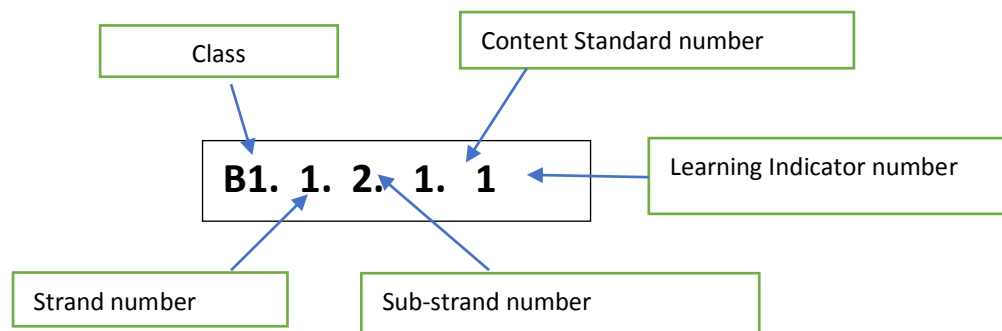 Content Standard number
Class
Learning Indicator number
B1. 1. 2. 1. 1
Strand number
Sub-strand number